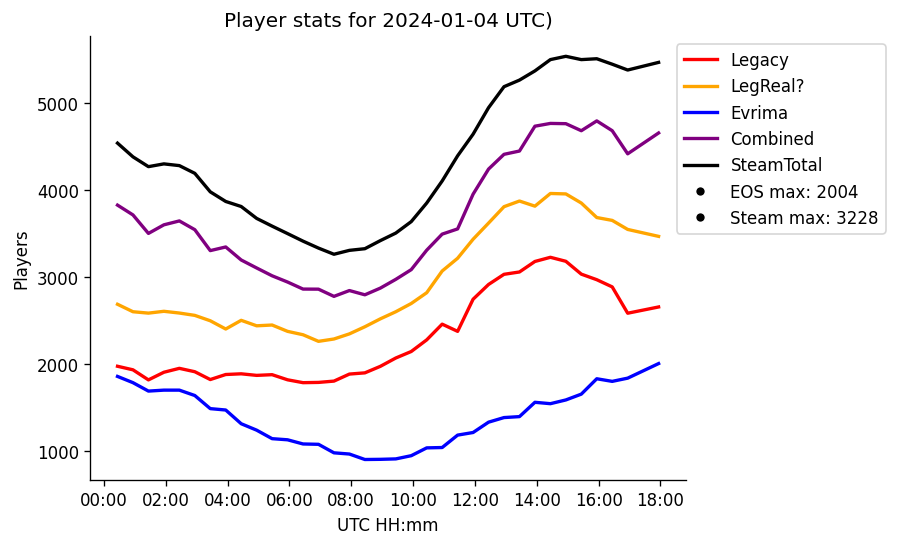 Player stats for 2024-01-04 UTC)
Players
5000
4000
3000
2000
1000
00:00 02:00 04:00 06:00 08:00 10:00 12:00 14:00 16:00 18:00
UTC HH:mm
Legacy
LegReal?
Evrima
Combined
SteamTotal
EOS max: 2004
Steam max: 3228